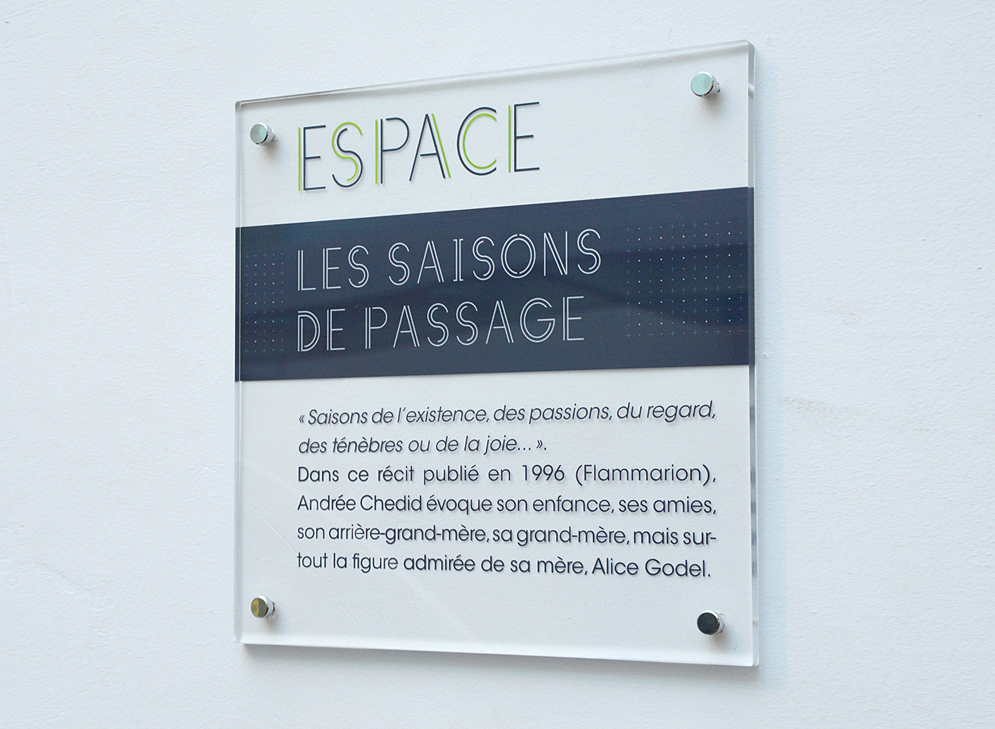 ESPACE
LES SAISONS
DE PASSAGE
« Saisons de l'existence, des passions, du regard,
des ténèbres ou de la joie... ».
Dans ce récit publié en 1996 (Flammarion),
Andrée Chedid évoque son enfance, ses amies,
son arrière-grand-mère, sa grand-mère, mais sur-
tout la figure admirée de sa mère, Alice Godel.